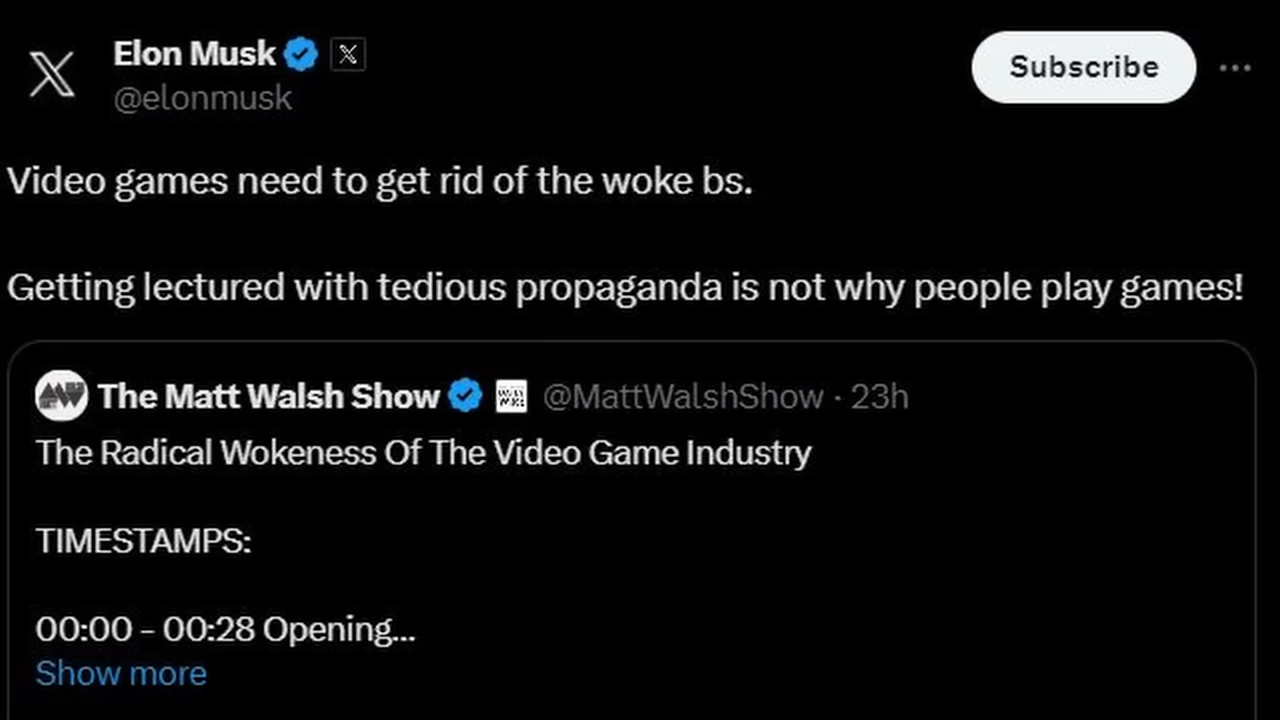 Elon Musk
@elonmusk
Subscribe
Video games need to get rid of the woke bs.
Getting lectured with tedious propaganda is not why people play games!
The Matt Walsh Show @MattWalshShow · 23h
The Radical Wokeness Of The Video Game Industry
TIMESTAMPS:
00:00 – 00:28 Opening...
Show more